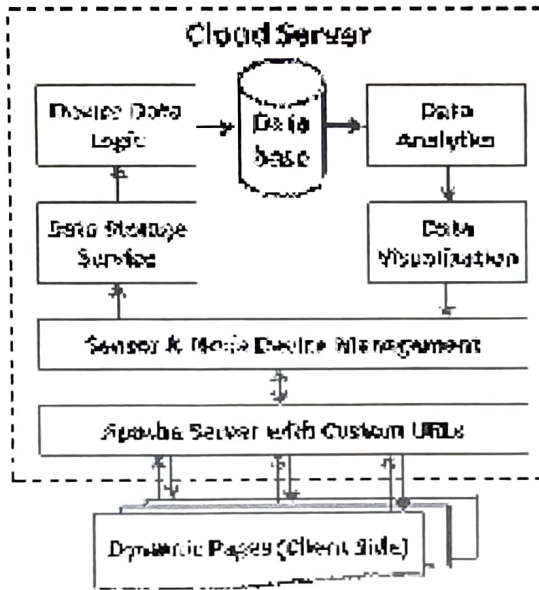 Cloud Server
Device Data
Logic
Data
base
Data
Analytics
Data Storage
Service
Data
Visualization
Sensor & Node Device Management
Apache Server with Custom URLs
Dynamic Pages (Client Side)